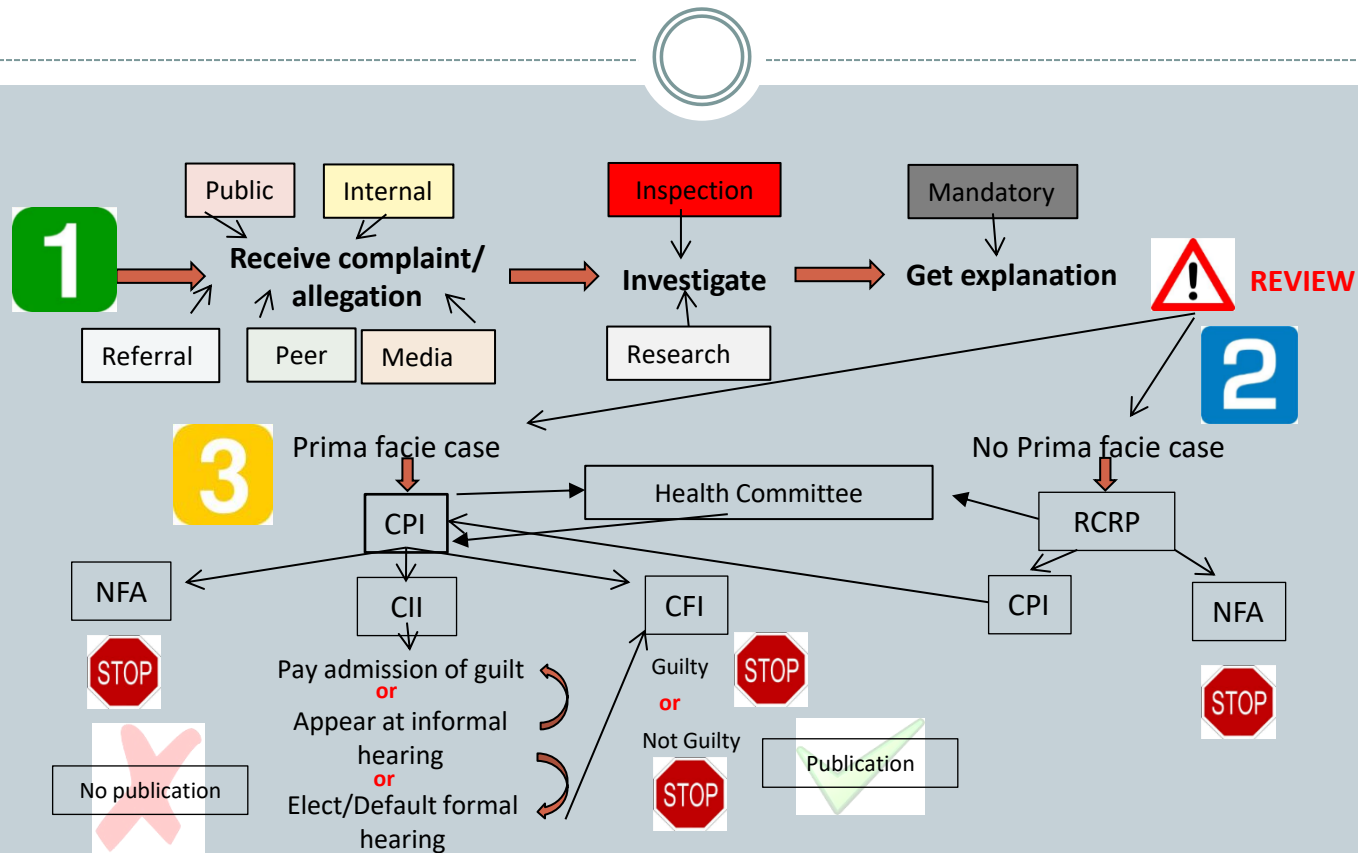 Public
Internal
Inspection
Mandatory
1
Receive complaint/
allegation
Investigate
Get explanation
!
REVIEW
Referral
Peer
Media
Research
2
3
Prima facie case
No Prima facie case
Health Committee
CPI
RCRP
NFA
CII
CFI
CPI
NFA
STOP
Pay admission of guilt
or
Appear at informal
hearing
or
Elect/Default formal
hearing
Guilty
STOP
or
Not Guilty
STOP
STOP
No publication
Publication